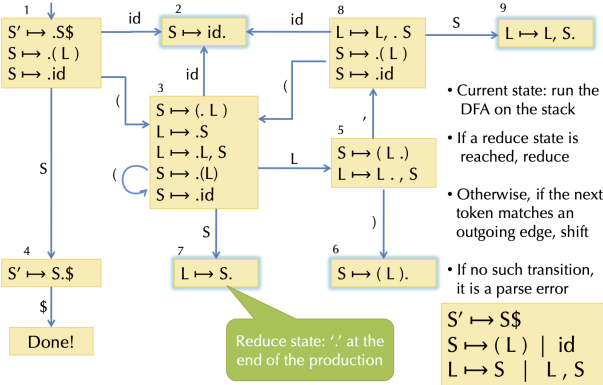 1
S′ ↦ .S$
S ↦ .( L )
S ↦ .id
id
2
S ↦ id.
id
8
L ↦ L, . S
S ↦ .( L )
S ↦ .id
S
9
L ↦ L, S.
(
id
(
3
S ↦ (. L )
L ↦ .S
L ↦ .L, S
S ↦ .(L)
S ↦ .id
(
L
,
5
S ↦ ( L .)
L ↦ L . , S
S
S
)
4
S′ ↦ S.$
7
L ↦ S.
6
S ↦ ( L ).
$
Done!
Reduce state: ‘.’ at the
end of the production
• Current state: run the
DFA on the stack
• If a reduce state is
reached, reduce
• Otherwise, if the next
token matches an
outgoing edge, shift
• If no such transition,
it is a parse error
S′ ↦ S$
S ↦ ( L ) | id
L ↦ S | L , S